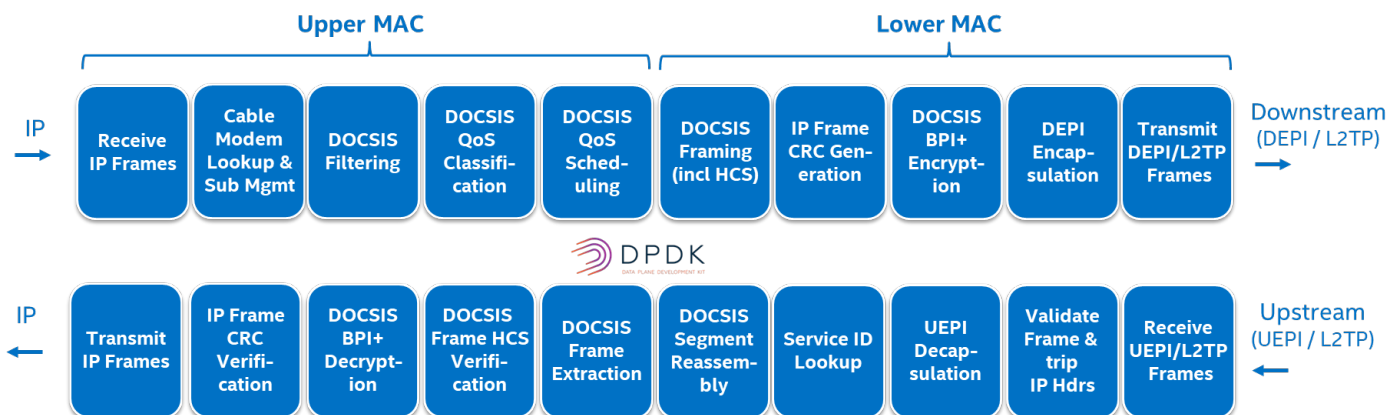 Upper MAC
Lower MAC
IP
Receive
IP Frames
Cable
Modem
Lookup &
Sub Mgmt
DOCSIS
Filtering
DOCSIS
QoS
Classifi-
cation
DOCSIS
QoS
Sched-
uling
DOCSIS
Framing
(incl HCS)
IP Frame
CRC Gen-
eration
DOCSIS
BPI+
Encrypt-
ion
DEPI
Encap-
sulation
Transmit
DEPI/L2TP
Frames
Downstream
(DEPI / L2TP)
DPDK
DATA PLANE DEVELOPMENT KIT
IP
Transmit
IP Frames
IP Frame
CRC
Verifi-
cation
DOCSIS
BPI+
Decrypt-
ion
DOCSIS
Frame HCS
Verifi-
cation
DOCSIS
Frame
Extraction
DOCSIS
Segment
Reassem-
bly
Service ID
Lookup
UEPI
Decap-
sulation
Validate
Frame &
trip
IP Hdrs
Receive
UEPI/L2TP
Frames
Upstream
(UEPI / L2TP)